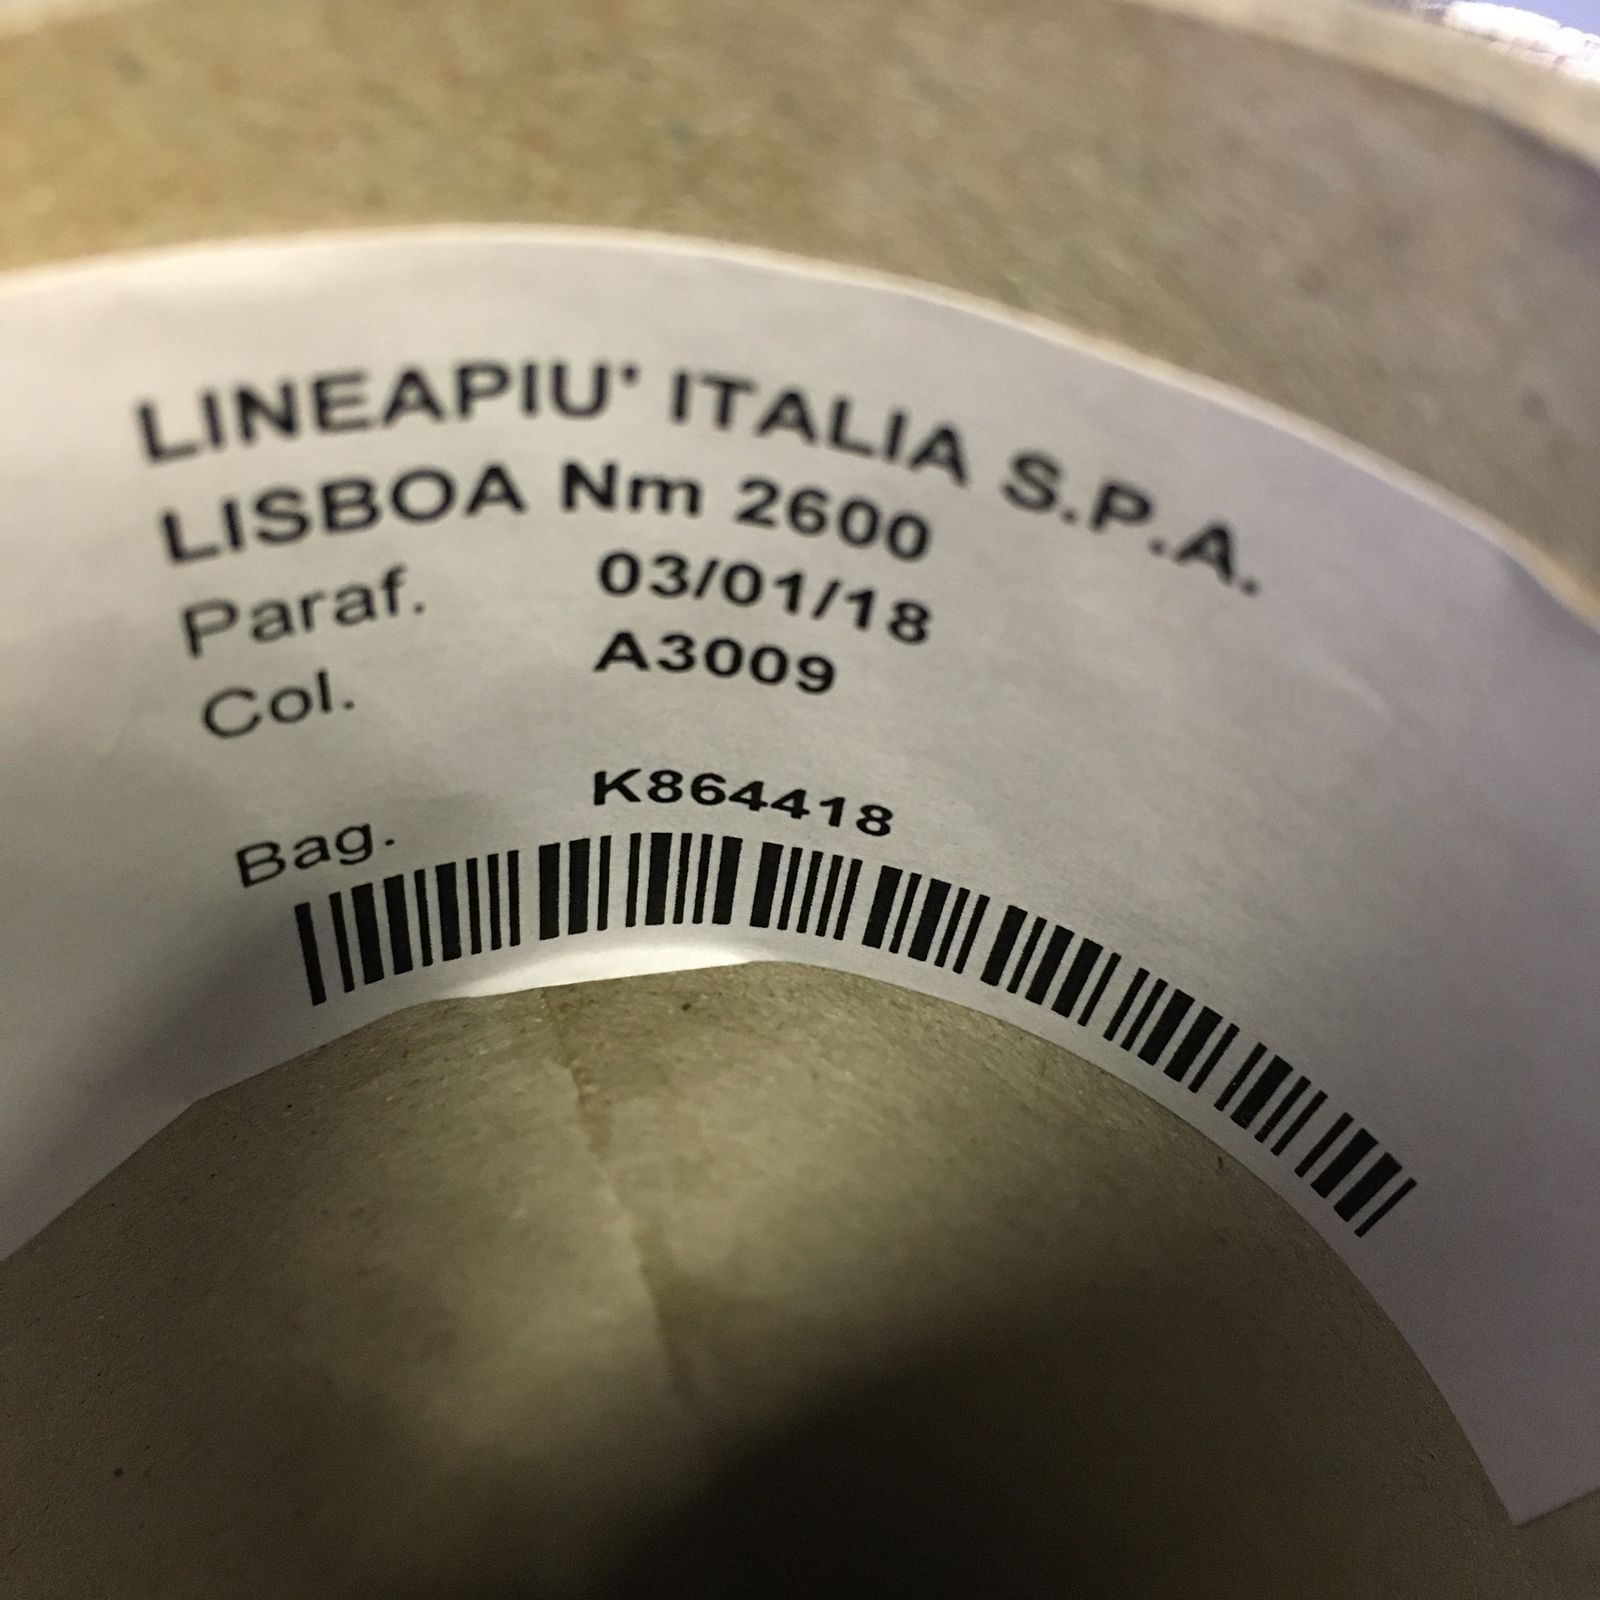 LINEAPIU' ITALIA S.P.A.
LISBOA Nm 2600
Paraf. 03/01/18
Col. A3009
Bag. K864418